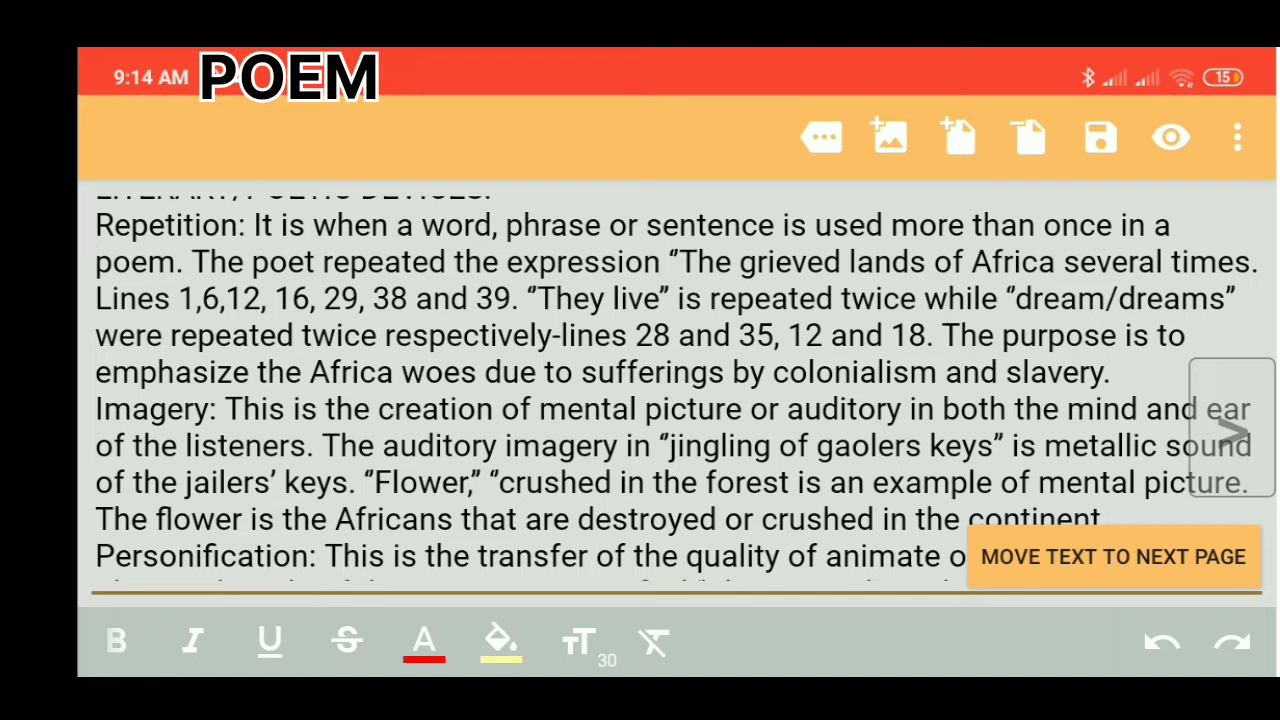 9:14 AM POEM 15
LITERARY/POETIC DEVICES:
Repetition: It is when a word, phrase or sentence is used more than once in a
poem. The poet repeated the expression “The grieved lands of Africa several times.
Lines 1,6,12, 16, 29, 38 and 39. “They live” is repeated twice while “dream/dreams”
were repeated twice respectively-lines 28 and 35, 12 and 18. The purpose is to
emphasize the Africa woes due to sufferings by colonialism and slavery.
Imagery: This is the creation of mental picture or auditory in both the mind and ear
of the listeners. The auditory imagery in “jingling of gaolers keys” is metallic sound
of the jailers’ keys. “Flower,” “crushed in the forest is an example of mental picture.
The flower is the Africans that are destroyed or crushed in the continent
Personification: This is the transfer of the quality of animate
MOVE TEXT TO NEXT PAGE
B I U S A TT 30